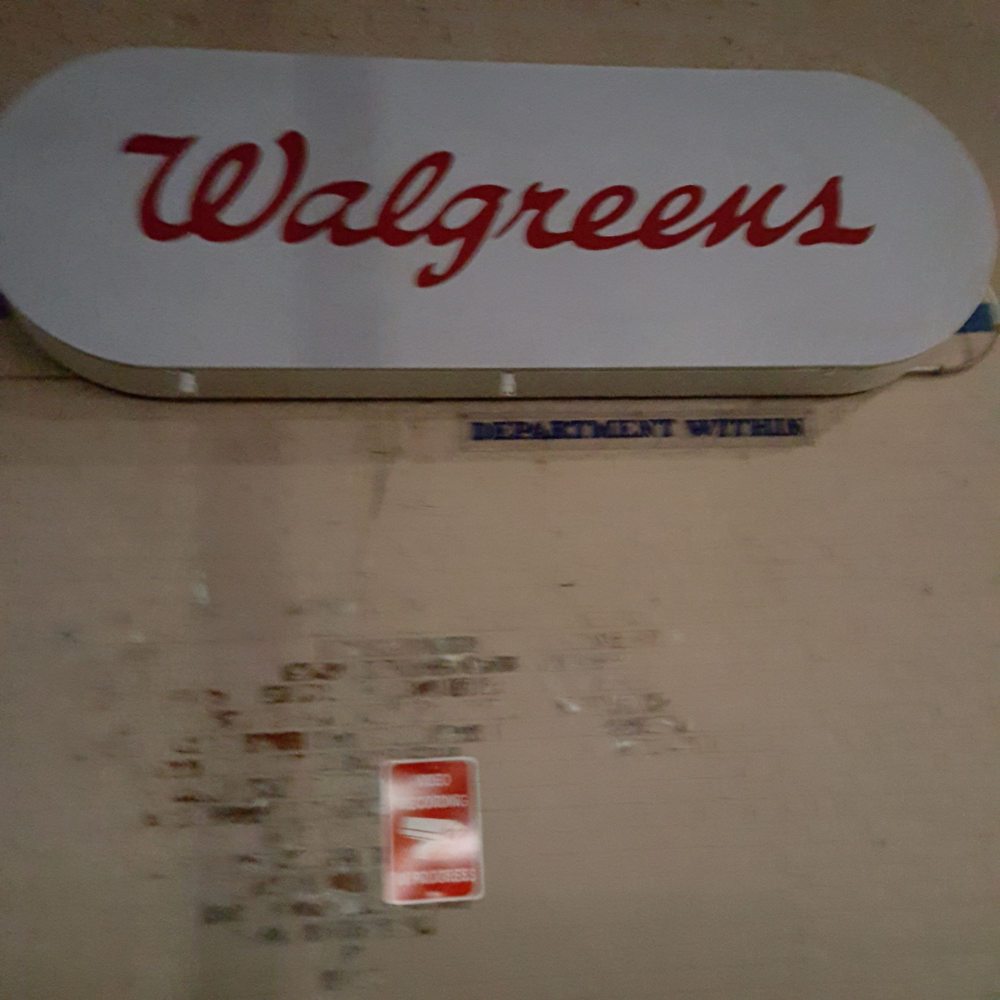 Walgreens
DEPARTMENT WITHIN
VIDEO
RECORDING
IN PROGRESS